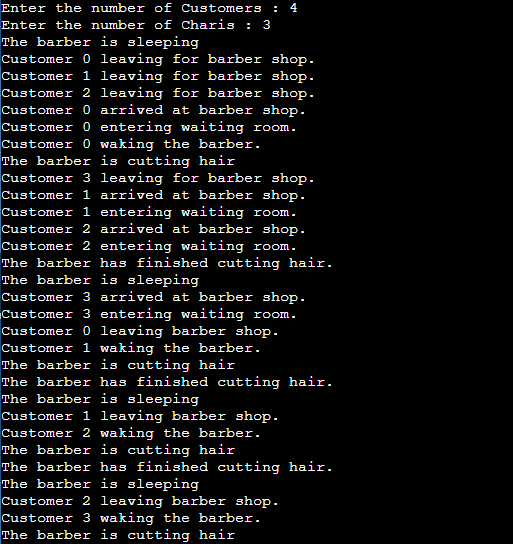 Enter the number of Customers : 4
Enter the number of Charis : 3
The barber is sleeping
Customer 0 leaving for barber shop.
Customer 1 leaving for barber shop.
Customer 2 leaving for barber shop.
Customer 0 arrived at barber shop.
Customer 0 entering waiting room.
Customer 0 waking the barber.
The barber is cutting hair
Customer 3 leaving for barber shop.
Customer 1 arrived at barber shop.
Customer 1 entering waiting room.
Customer 2 arrived at barber shop.
Customer 2 entering waiting room.
The barber has finished cutting hair.
The barber is sleeping
Customer 3 arrived at barber shop.
Customer 3 entering waiting room.
Customer 0 leaving barber shop.
Customer 1 waking the barber.
The barber is cutting hair
The barber has finished cutting hair.
The barber is sleeping
Customer 1 leaving barber shop.
Customer 2 waking the barber.
The barber is cutting hair
The barber has finished cutting hair.
The barber is sleeping
Customer 2 leaving barber shop.
Customer 3 waking the barber.
The barber is cutting hair